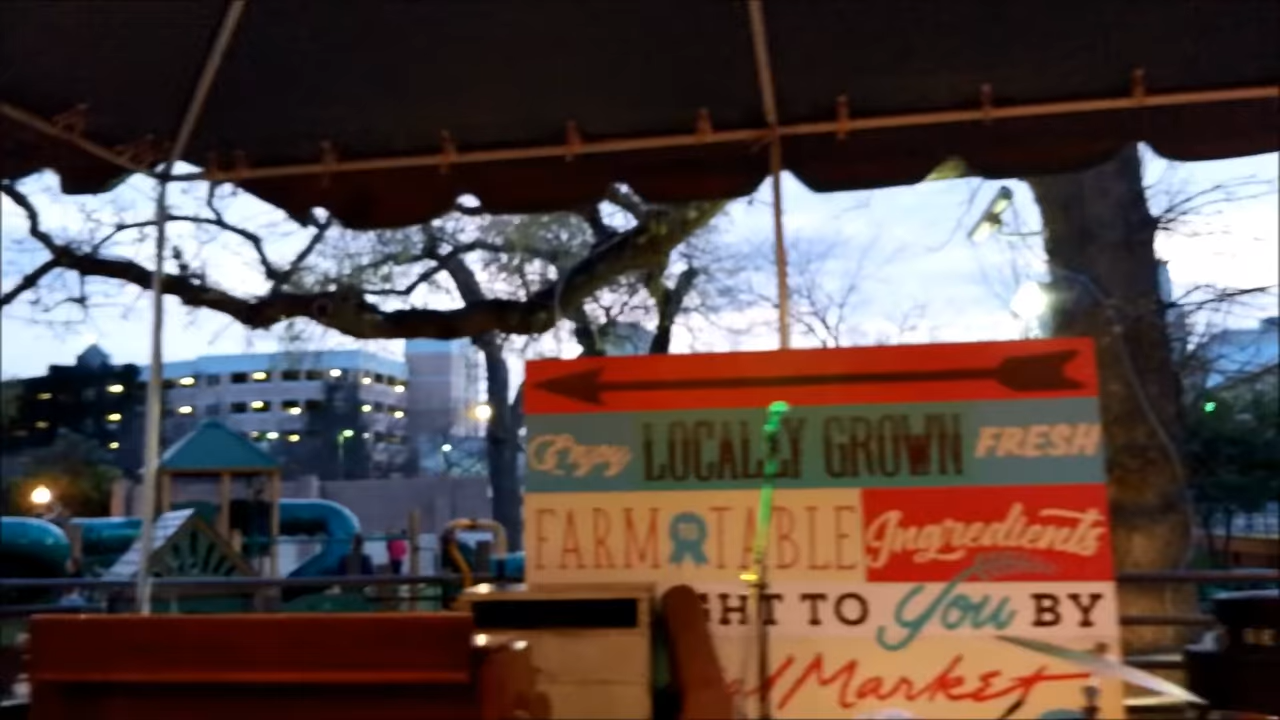 Enjoy LOCALLY GROWN FRESH
FARM TABLE Ingredients
GHT TO You BY
Market